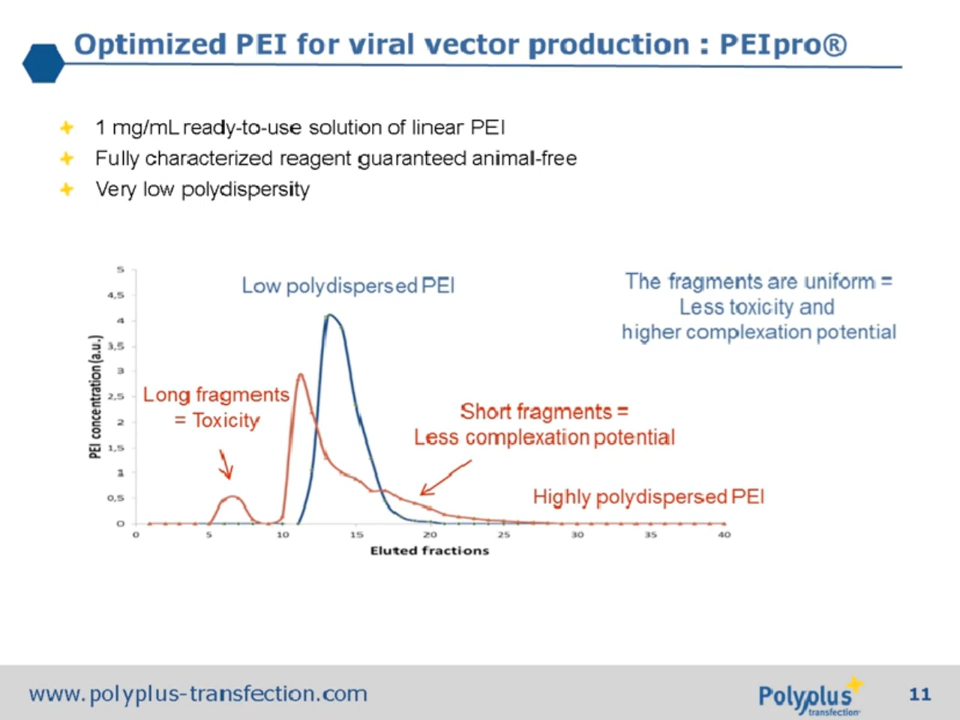 Optimized PEI for viral vector production : PEIpro®
1 mg/mL ready-to-use solution of linear PEI
Fully characterized reagent guaranteed animal-free
Very low polydispersity
Low polydispersed PEI
The fragments are uniform =
Less toxicity and
higher complexation potential
Long fragments
= Toxicity
Short fragments =
Less complexation potential
Highly polydispersed PEI
PEI concentration (a.u.)
5
4,5
4
3,5
3
2,5
2
1,5
1
0,5
0
0 5 10 15 20 25 30 35 40
Eluted fractions
www.polyplus-transfection.com
Polyplus
transfection
11